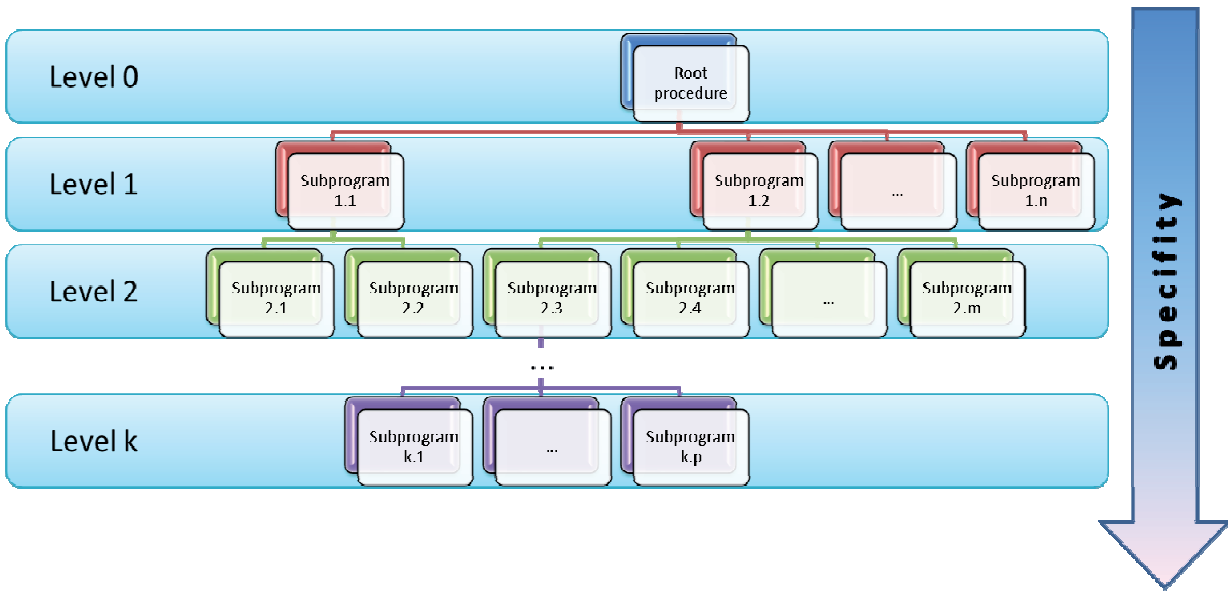 Level 0
Root
procedure
Level 1
Subprogram
1.1
Subprogram
1.2
...
Subprogram
1.n
Level 2
Subprogram
2.1
Subprogram
2.2
Subprogram
2.3
Subprogram
2.4
...
Subprogram
2.m
...
Level k
Subprogram
k.1
...
Subprogram
k.p
Specifity